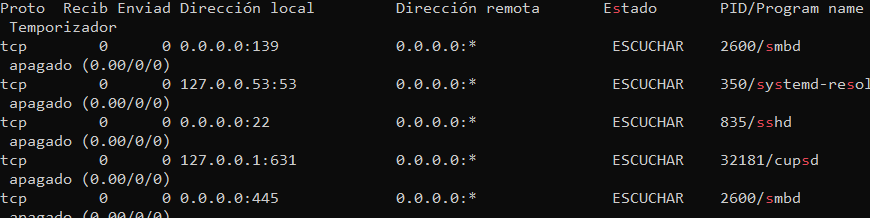 Proto  Recib Enviad Dirección local         Dirección remota       Estado       PID/Program name
 Temporizador
tcp        0      0 0.0.0.0:139             0.0.0.0:*               ESCUCHAR    2600/smbd
 apagado (0.00/0/0)
tcp        0      0 127.0.0.53:53           0.0.0.0:*               ESCUCHAR    350/systemd-resol
 apagado (0.00/0/0)
tcp        0      0 0.0.0.0:22              0.0.0.0:*               ESCUCHAR    835/sshd
 apagado (0.00/0/0)
tcp        0      0 127.0.0.1:631           0.0.0.0:*               ESCUCHAR    32181/cupsd
 apagado (0.00/0/0)
tcp        0      0 0.0.0.0:445             0.0.0.0:*               ESCUCHAR    2600/smbd
 apagado (0.00/0/0)